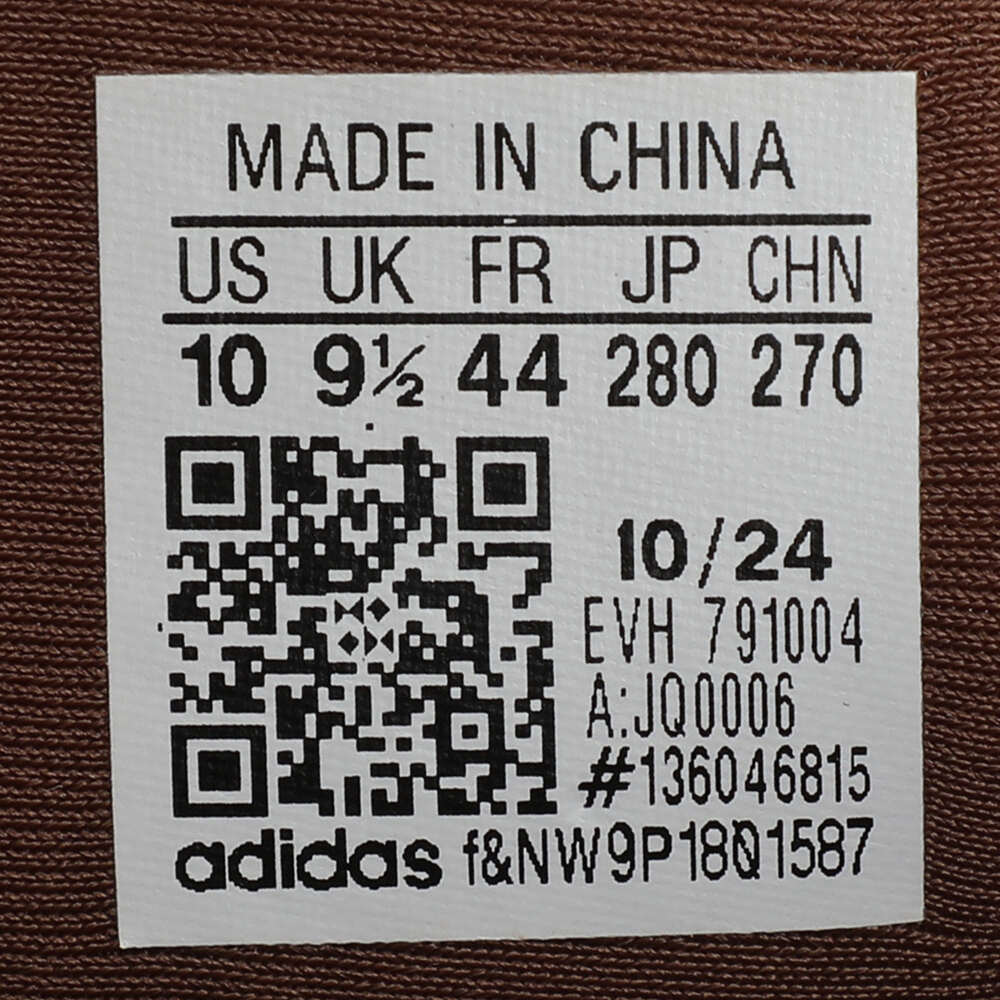 MADE IN CHINA
US UK FR JP CHN
10 9½ 44 280 270
10/24
EVH 791004
A:JQ0006
#136046815
adidas f&NW9P18Q1587